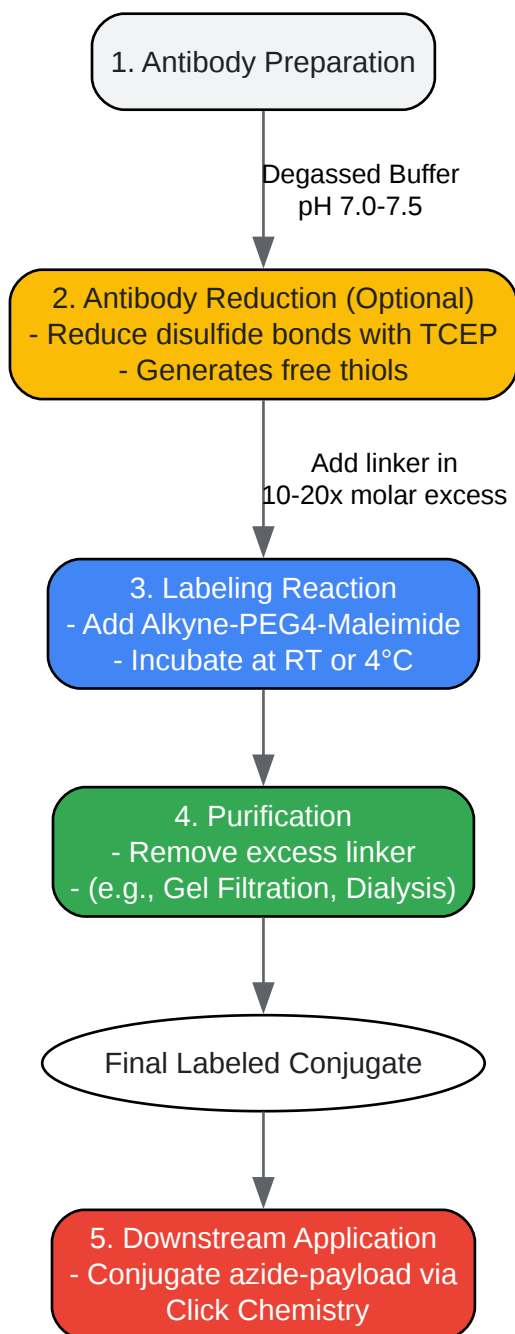 1. Antibody Preparation
Degassed Buffer
pH 7.0-7.5
2. Antibody Reduction (Optional)
- Reduce disulfide bonds with TCEP
- Generates free thiols
Add linker in
10-20x molar excess
3. Labeling Reaction
- Add Alkyne-PEG4-Maleimide
- Incubate at RT or 4°C
4. Purification
- Remove excess linker
- (e.g., Gel Filtration, Dialysis)
Final Labeled Conjugate
5. Downstream Application
- Conjugate azide-payload via
Click Chemistry